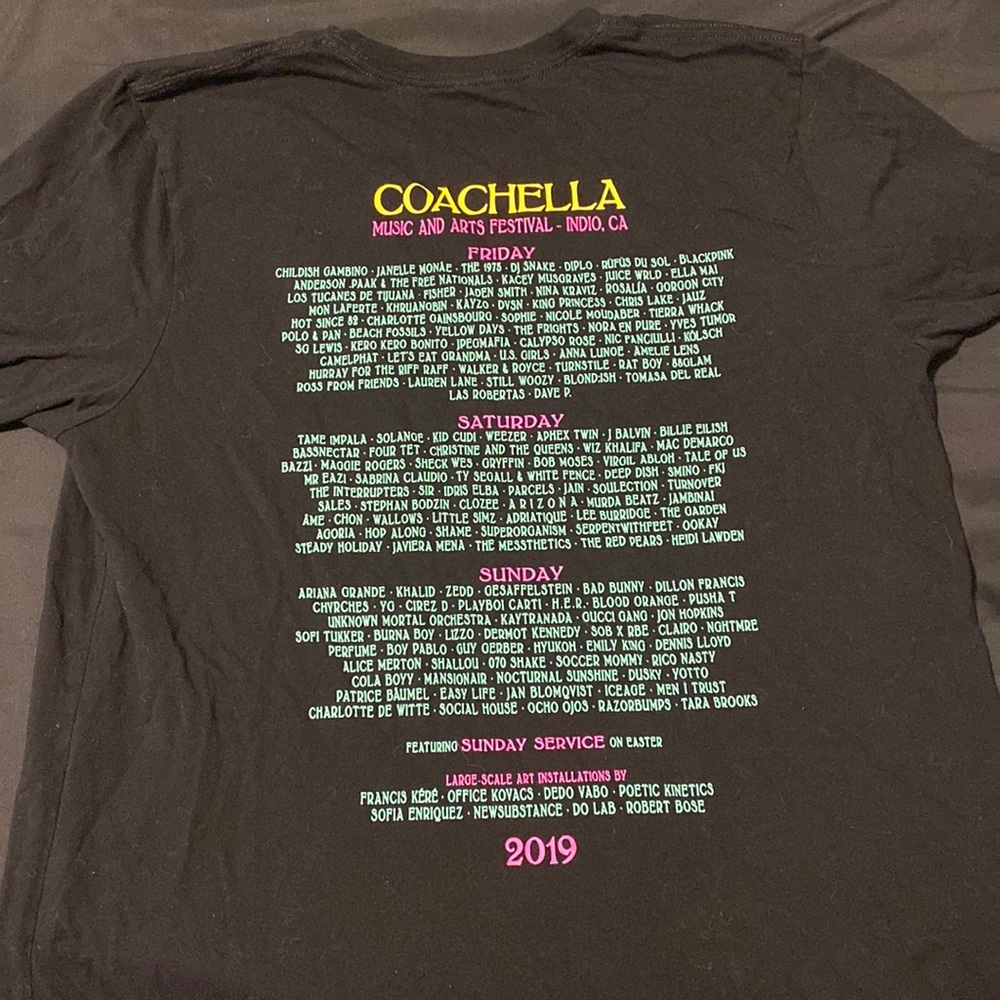 COACHELLA
MUSIC AND ARTS FESTIVAL - INDIO, CA
FRIDAY
CHILDISH GAMBINO · JANELLE MONÁE · THE 1975 · DJ SNAKE · DIPLO · RÜFÜS DU SOL · BLACKPINK
ANDERSON .PAAK & THE FREE NATIONALS · KACEY MUSGRAVES · JUICE WRLD · ELLA MAI
LOS TUCANES DE TIJUANA · FISHER · JADEN SMITH · NINA KRAVIZ · ROSALÍA · GORGON CITY
MON LAFERTE · KHRUANGBIN · KAYZO · DVSN · KING PRINCESS · CHRIS LAKE · JAUZ
HOT SINCE 82 · CHARLOTTE GAINSBOURG · SOPHIE · NICOLE MOUDABER · TIERRA WHACK
POLO & PAN · BEACH FOSSILS · YELLOW DAYS · THE FRIGHTS · NORA EN PURE · YVES TUMOR
SG LEWIS · KERO KERO BONITO · JPEGMAFIA · CALYPSO ROSE · NIC FANCIULLI · KÖLSCH
CAMELPHAT · LET'S EAT GRANDMA · U.S. GIRLS · ANNA LUNOE · AMELIE LENS
HURRAY FOR THE RIFF RAFF · WALKER & ROYCE · TURNSTILE · RAT BOY · 88GLAM
ROSS FROM FRIENDS · LAUREN LANE · STILL WOOZY · BLOND:ISH · TOMASA DEL REAL
LAS ROBERTAS · DAVE P.
SATURDAY
TAME IMPALA · SOLANGE · KID CUDI · WEEZER · APHEX TWIN · J BALVIN · BILLIE EILISH
BASSNECTAR · FOUR TET · CHRISTINE AND THE QUEENS · WIZ KHALIFA · MAC DEMARCO
BAZZI · MAGGIE ROGERS · SHECK WES · GRYFFIN · BOB MOSES · VIRGIL ABLOH · TALE OF US
MR EAZI · SABRINA CLAUDIO · TY SEGALL & WHITE FENCE · DEEP DISH · SMINO · FKJ
THE INTERRUPTERS · SIR · IDRIS ELBA · PARCELS · JAIN · SOULECTION · TURNOVER
SALES · STEPHAN BODZIN · CLOZEE · A R I Z O N A · MURDA BEATZ · JAMBINAI
ÂME · CHON · WALLOWS · LITTLE SIMZ · ADRIATIQUE · LEE BURRIDGE · THE GARDEN
AGORIA · HOP ALONG · SHAME · SUPERORGANISM · SERPENTWITHFEET · OOKAY
STEADY HOLIDAY · JAVIERA MENA · THE MESSTHETICS · THE RED PEARS · HEIDI LAWDEN
SUNDAY
ARIANA GRANDE · KHALID · ZEDD · GESAFFELSTEIN · BAD BUNNY · DILLON FRANCIS
CHVRCHES · YG · CIREZ D · PLAYBOI CARTI · H.E.R. · BLOOD ORANGE · PUSHA T
UNKNOWN MORTAL ORCHESTRA · KAYTRANADA · GUCCI GANG · JON HOPKINS
SOFI TUKKER · BURNA BOY · LIZZO · DERMOT KENNEDY · SOB X RBE · CLAIRO · NGHTMRE
PERFUME · BOY PABLO · GUY GERBER · HYUKOH · EMILY KING · DENNIS LLOYD
ALICE MERTON · SHALLOU · 070 SHAKE · SOCCER MOMMY · RICO NASTY
COLA BOYY · MANSIONAIR · NOCTURNAL SUNSHINE · DUSKY · YOTTO
PATRICE BÄUMEL · EASY LIFE · JAN BLOMQVIST · ICEAGE · MEN I TRUST
CHARLOTTE DE WITTE · SOCIAL HOUSE · OCHO OJOS · RAZORBUMPS · TARA BROOKS
FEATURING SUNDAY SERVICE ON EASTER
LARGE-SCALE ART INSTALLATIONS BY
FRANCIS KÉRÉ · OFFICE KOVACS · DEDO VABO · POETIC KINETICS
SOFIA ENRIQUEZ · NEWSUBSTANCE · DO LAB · ROBERT BOSE
2019